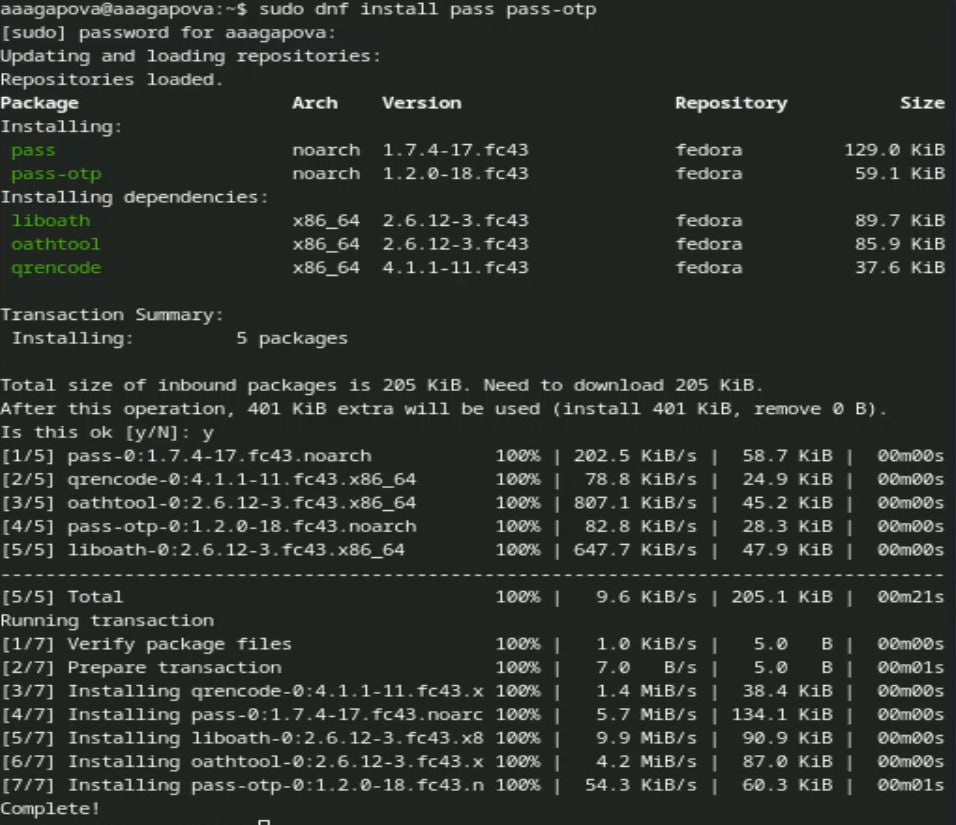 aaagapova@aaagapova:~$ sudo dnf install pass pass-otp
[sudo] password for aaagapova:
Updating and loading repositories:
Repositories loaded.
Package Arch Version Repository Size
Installing:
pass noarch 1.7.4-17.fc43 fedora 129.0 KiB
pass-otp noarch 1.2.0-18.fc43 fedora 59.1 KiB
Installing dependencies:
liboath x86_64 2.6.12-3.fc43 fedora 89.7 KiB
oathtool x86_64 2.6.12-3.fc43 fedora 85.9 KiB
qrencode x86_64 4.1.1-11.fc43 fedora 37.6 KiB
Transaction Summary:
Installing: 5 packages
Total size of inbound packages is 205 KiB. Need to download 205 KiB.
After this operation, 401 KiB extra will be used (install 401 KiB, remove 0 B).
Is this ok [y/N]: y
[1/5] pass-0:1.7.4-17.fc43.noarch 100% | 202.5 KiB/s | 58.7 KiB | 00m00s
[2/5] qrencode-0:4.1.1-11.fc43.x86_64 100% | 78.8 KiB/s | 24.9 KiB | 00m00s
[3/5] oathtool-0:2.6.12-3.fc43.x86_64 100% | 807.1 KiB/s | 45.2 KiB | 00m00s
[4/5] pass-otp-0:1.2.0-18.fc43.noarch 100% | 82.8 KiB/s | 28.3 KiB | 00m00s
[5/5] liboath-0:2.6.12-3.fc43.x86_64 100% | 647.7 KiB/s | 47.9 KiB | 00m00s
--------------------------------------------------------------------------------
[5/5] Total 100% | 9.6 KiB/s | 205.1 KiB | 00m21s
Running transaction
[1/7] Verify package files 100% | 1.0 KiB/s | 5.0 B | 00m00s
[2/7] Prepare transaction 100% | 7.0 B/s | 5.0 B | 00m01s
[3/7] Installing qrencode-0:4.1.1-11.fc43.x 100% | 1.4 MiB/s | 38.4 KiB | 00m00s
[4/7] Installing pass-0:1.7.4-17.fc43.noarc 100% | 5.7 MiB/s | 134.1 KiB | 00m00s
[5/7] Installing liboath-0:2.6.12-3.fc43.x8 100% | 9.9 MiB/s | 90.9 KiB | 00m00s
[6/7] Installing oathtool-0:2.6.12-3.fc43.x 100% | 4.2 MiB/s | 87.0 KiB | 00m00s
[7/7] Installing pass-otp-0:1.2.0-18.fc43.n 100% | 54.3 KiB/s | 60.3 KiB | 00m01s
Complete!